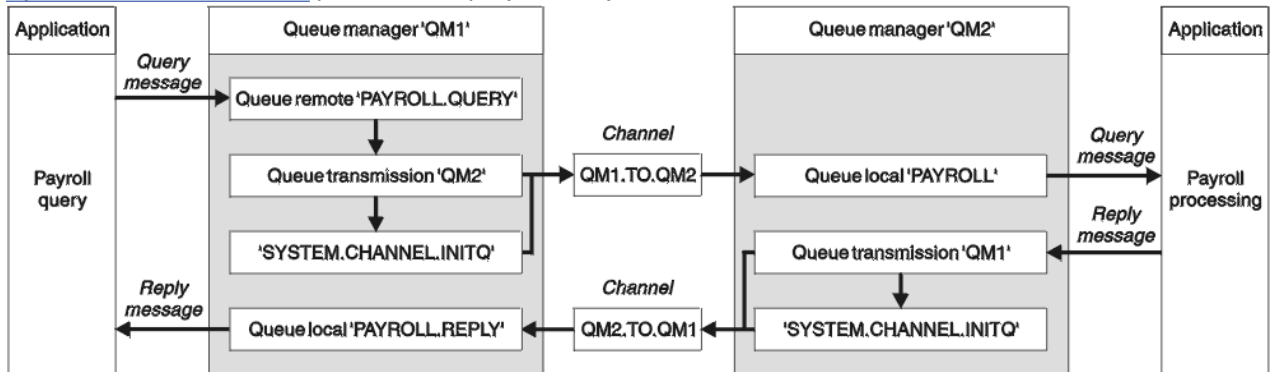 Application
Queue manager 'QM1'
Queue manager 'QM2'
Application
Query
message
Queue remote 'PAYROLL.QUERY'
Channel
Query
message
Payroll
query
Queue transmission 'QM2'
QM1.TO.QM2
Queue local 'PAYROLL'
Payroll
processing
Reply
message
'SYSTEM.CHANNEL.INITQ'
Queue transmission 'QM1'
Reply
message
Channel
Queue local 'PAYROLL.REPLY'
QM2.TO.QM1
'SYSTEM.CHANNEL.INITQ'